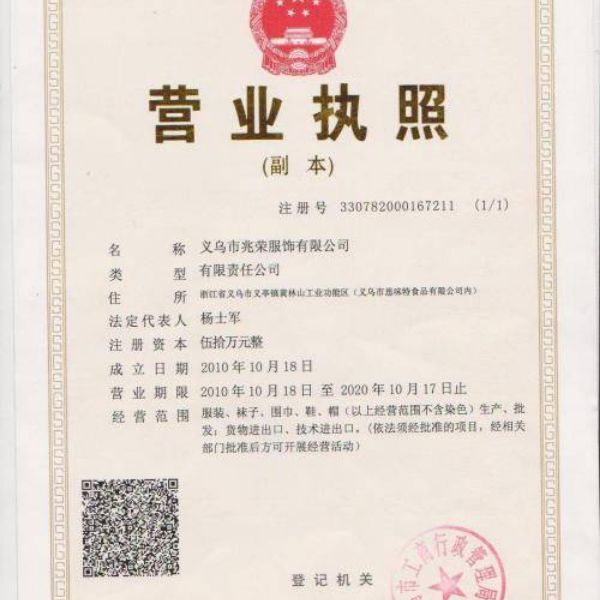 营业执照
(副 本)
注册号 330782000167211 (1/1)
名 称 义乌市兆荣服饰有限公司
类 型 有限责任公司
住 所 浙江省义乌市义亭镇黄林山工业功能区(义乌市思味特食品有限公司内)
法定代表人 杨士军
注册资本 伍拾万元整
成立日期 2010年10月18日
营业期限 2010年10月18日 至 2020年10月17日止
经营范围 服装、袜子、围巾、鞋、帽(以上经营范围不含染色)生产、批
发;货物进出口、技术进出口。(依法须经批准的项目,经相关
部门批准后方可开展经营活动)
登记机关
市工商行政管理局